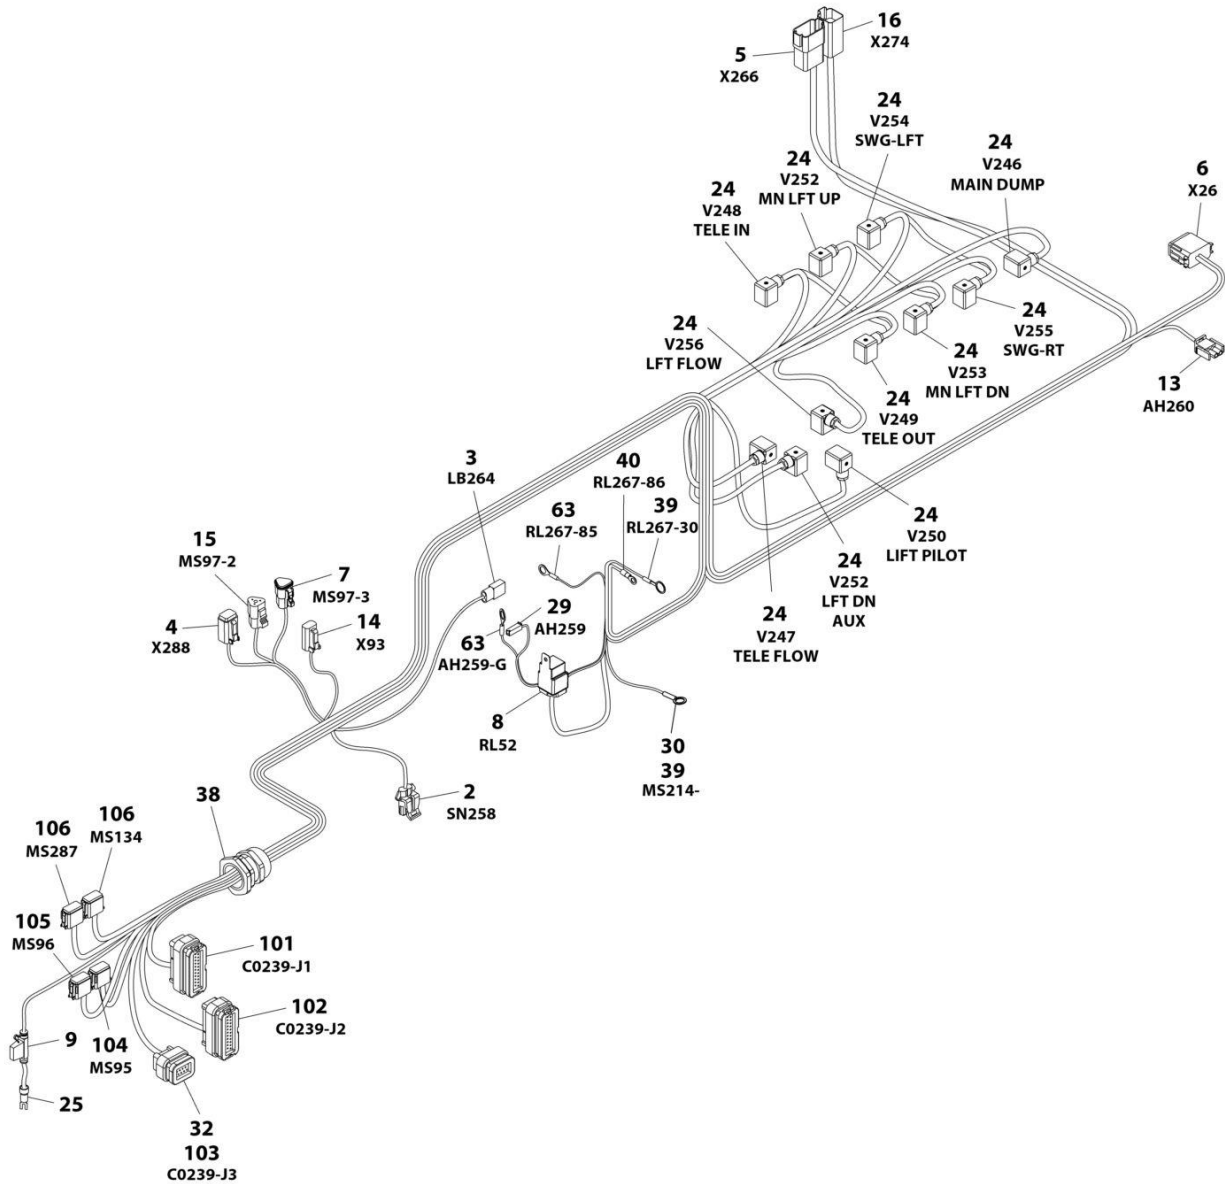 16
X274
5
X266
24
V254
SWG-LFT
24
V246
MAIN DUMP
6
X26
24
V252
MN LFT UP
24
V248
TELE IN
24
V256
LFT FLOW
24
V255
SWG-RT
24
V253
MN LFT DN
13
AH260
24
V249
TELE OUT
3
LB264
40
RL267-86
63
RL267-85
39
RL267-30
24
V250
LIFT PILOT
15
MS97-2
7
MS97-3
24
V252
LFT DN
AUX
4
X288
14
X93
29
AH259
63
AH259-G
24
V247
TELE FLOW
8
RL52
30
39
MS214-
2
SN258
38
106
MS134
106
MS287
105
MS96
101
C0239-J1
102
C0239-J2
9
104
MS95
25
32
103
C0239-J3